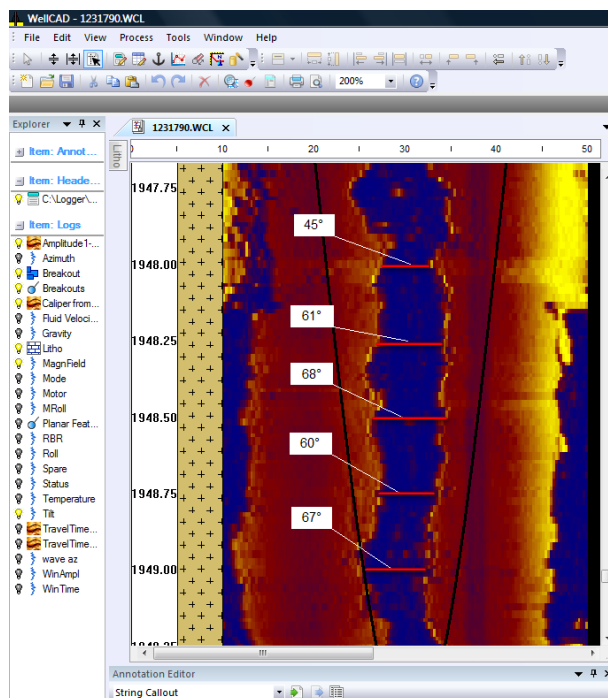 WellCAD - 1231790.WCL
File Edit View Process Tools Window Help
200%
Explorer
1231790.WCL
Item: Annot...
Item: Heade...
C:\Logger\...
Item: Logs
Amplitude1-...
Azimuth
Breakout
Breakouts
Caliper from...
Fluid Veloci...
Gravity
Litho
MagnField
Mode
Motor
MRoll
Planar Feat...
RBR
Roll
Spare
Status
Temperature
Tilt
TravelTime...
TravelTime...
wave az
WinAmpl
WinTime
Litho
0 10 20 30 40 50
1947.75
45°
1948.00
61°
1948.25
68°
1948.50
60°
1948.75
67°
1949.00
Annotation Editor
String Callout